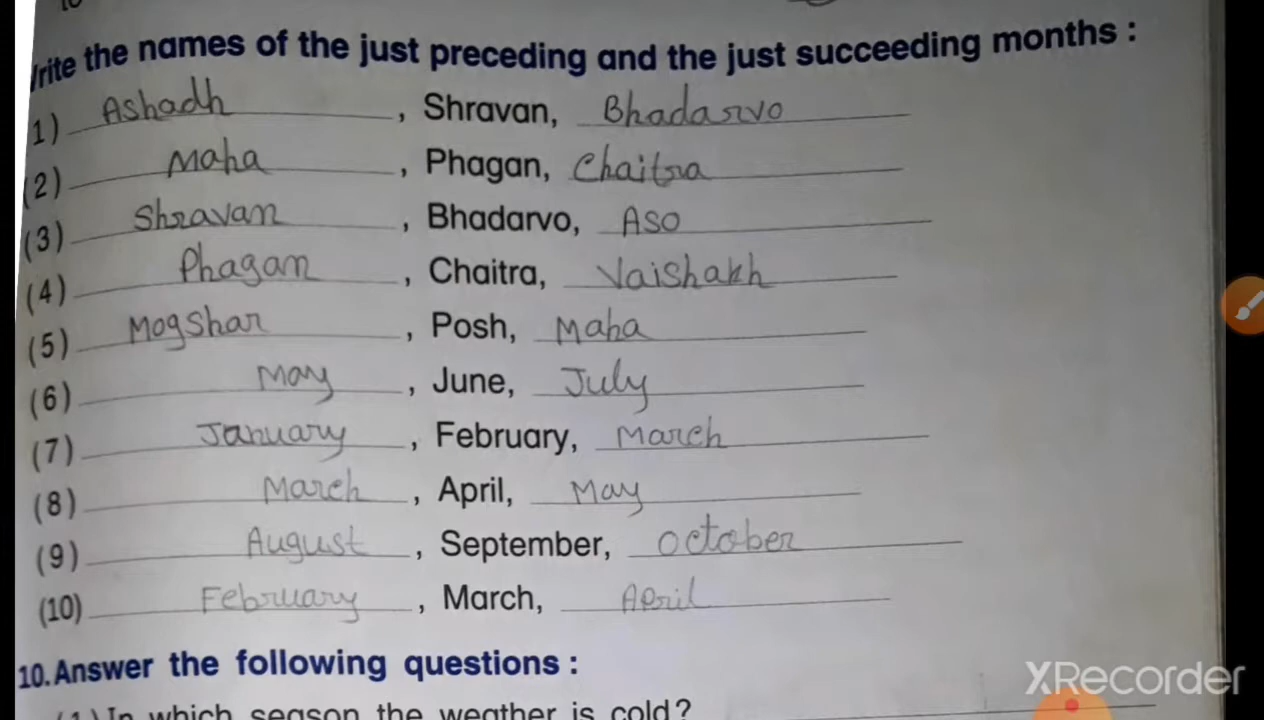 rite the names of the just preceding and the just succeeding months :
1) Ashadh , Shravan, Bhadarvo
(2) Maha , Phagan, Chaitra
(3) Shravan , Bhadarvo, Aso
(4) Phagan , Chaitra, Vaishakh
(5) Mogshar , Posh, Maha
(6) May , June, July
(7) January , February, March
(8) March , April, May
(9) August , September, October
(10) February , March, April
10. Answer the following questions :
(1) In which season the weather is cold?
XRecorder